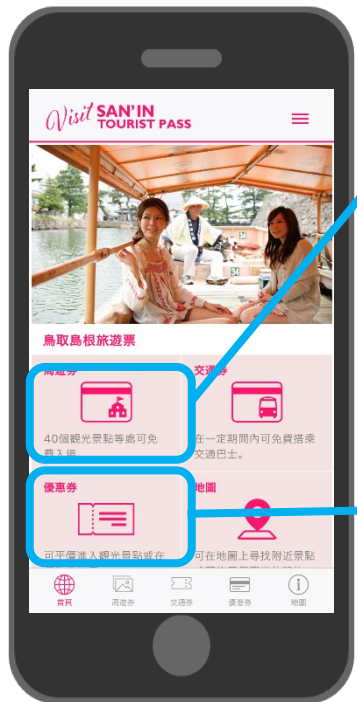 Visit SAN'IN
TOURIST PASS
鳥取島根旅遊票
周遊券
交通券
40個観光景點等處可免
費入場
在一定期間內可免費搭乘
交通巴士。
優惠券
地圖
可平價進入觀光景點或在
可在地圖上尋找附近景點
首頁
周遊券
交通券
優惠券
地圖